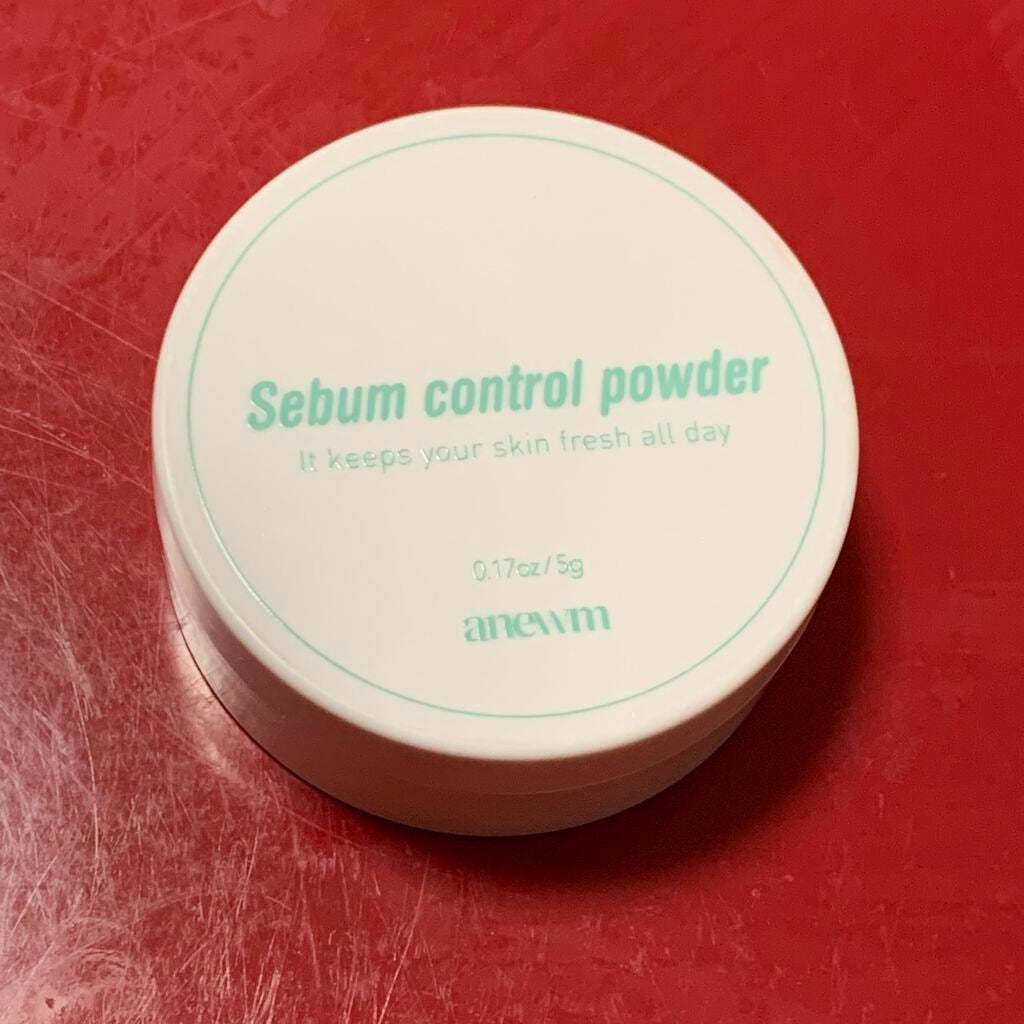 Sebum control powder
It keeps your skin fresh all day
0.17oz/5g
anewm